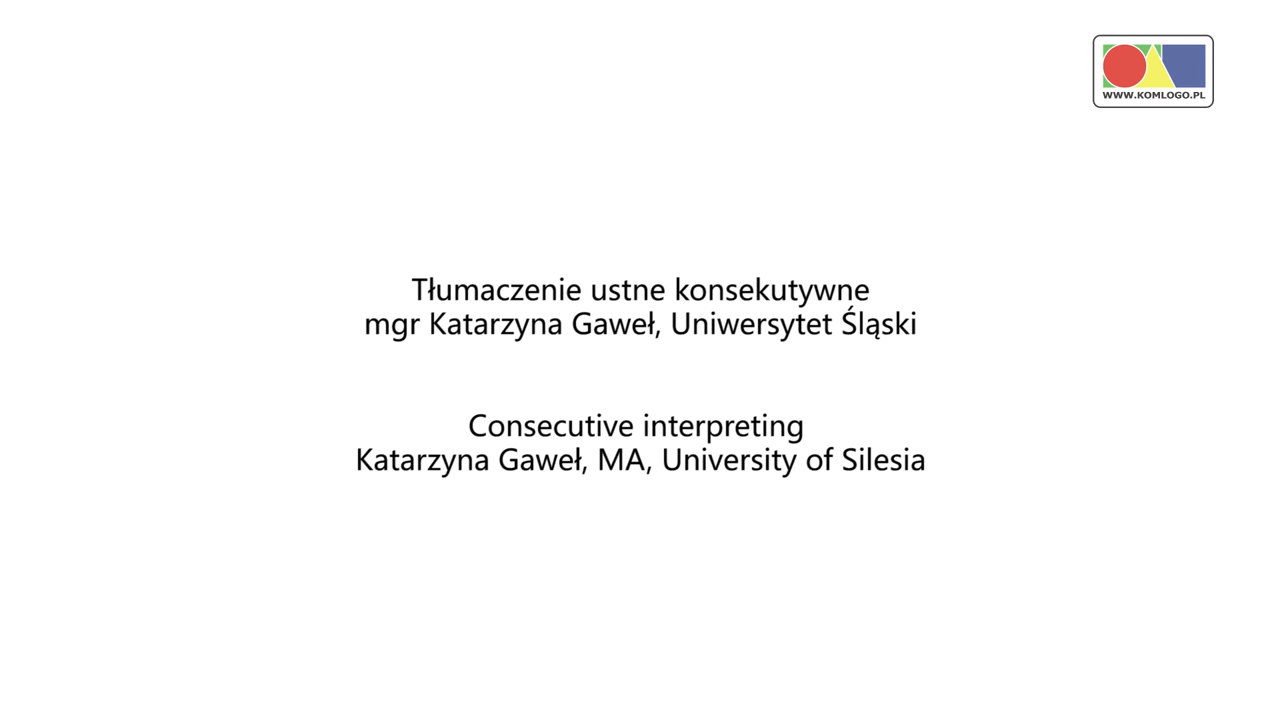 WWW.KOMLOGO.PL
Tłumaczenie ustne konsekutywne
mgr Katarzyna Gaweł, Uniwersytet Śląski
Consecutive interpreting
Katarzyna Gaweł, MA, University of Silesia